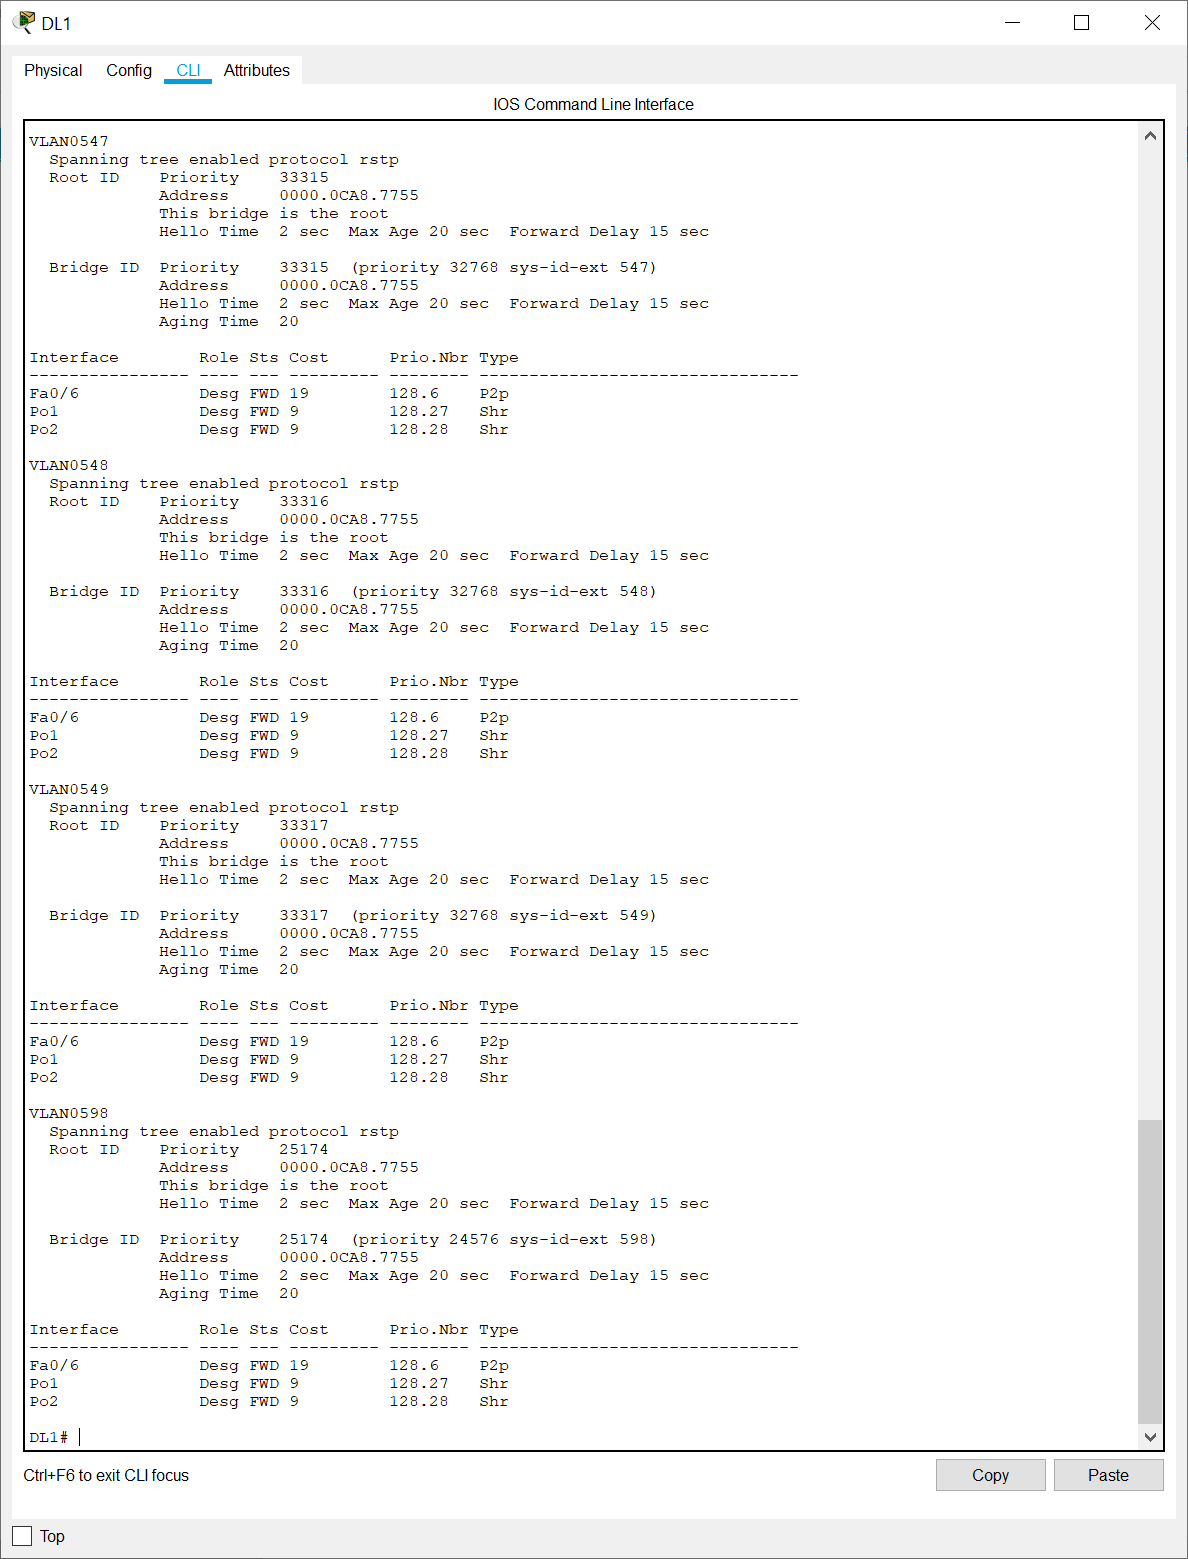 DL1
Physical Config CLI Attributes
IOS Command Line Interface
VLAN0547
  Spanning tree enabled protocol rstp
  Root ID    Priority    33315
             Address     0000.0CA8.7755
             This bridge is the root
             Hello Time  2 sec  Max Age 20 sec  Forward Delay 15 sec

  Bridge ID  Priority    33315  (priority 32768 sys-id-ext 547)
             Address     0000.0CA8.7755
             Hello Time  2 sec  Max Age 20 sec  Forward Delay 15 sec
             Aging Time  20

Interface        Role Sts Cost      Prio.Nbr Type
---------------- ---- --- --------- -------- --------------------------------
Fa0/6            Desg FWD 19        128.6    P2p
Po1              Desg FWD 9         128.27   Shr
Po2              Desg FWD 9         128.28   Shr

VLAN0548
  Spanning tree enabled protocol rstp
  Root ID    Priority    33316
             Address     0000.0CA8.7755
             This bridge is the root
             Hello Time  2 sec  Max Age 20 sec  Forward Delay 15 sec

  Bridge ID  Priority    33316  (priority 32768 sys-id-ext 548)
             Address     0000.0CA8.7755
             Hello Time  2 sec  Max Age 20 sec  Forward Delay 15 sec
             Aging Time  20

Interface        Role Sts Cost      Prio.Nbr Type
---------------- ---- --- --------- -------- --------------------------------
Fa0/6            Desg FWD 19        128.6    P2p
Po1              Desg FWD 9         128.27   Shr
Po2              Desg FWD 9         128.28   Shr

VLAN0549
  Spanning tree enabled protocol rstp
  Root ID    Priority    33317
             Address     0000.0CA8.7755
             This bridge is the root
             Hello Time  2 sec  Max Age 20 sec  Forward Delay 15 sec

  Bridge ID  Priority    33317  (priority 32768 sys-id-ext 549)
             Address     0000.0CA8.7755
             Hello Time  2 sec  Max Age 20 sec  Forward Delay 15 sec
             Aging Time  20

Interface        Role Sts Cost      Prio.Nbr Type
---------------- ---- --- --------- -------- --------------------------------
Fa0/6            Desg FWD 19        128.6    P2p
Po1              Desg FWD 9         128.27   Shr
Po2              Desg FWD 9         128.28   Shr

VLAN0598
  Spanning tree enabled protocol rstp
  Root ID    Priority    25174
             Address     0000.0CA8.7755
             This bridge is the root
             Hello Time  2 sec  Max Age 20 sec  Forward Delay 15 sec

  Bridge ID  Priority    25174  (priority 24576 sys-id-ext 598)
             Address     0000.0CA8.7755
             Hello Time  2 sec  Max Age 20 sec  Forward Delay 15 sec
             Aging Time  20

Interface        Role Sts Cost      Prio.Nbr Type
---------------- ---- --- --------- -------- --------------------------------
Fa0/6            Desg FWD 19        128.6    P2p
Po1              Desg FWD 9         128.27   Shr
Po2              Desg FWD 9         128.28   Shr

DL1#
Ctrl+F6 to exit CLI focus
Copy Paste
Top